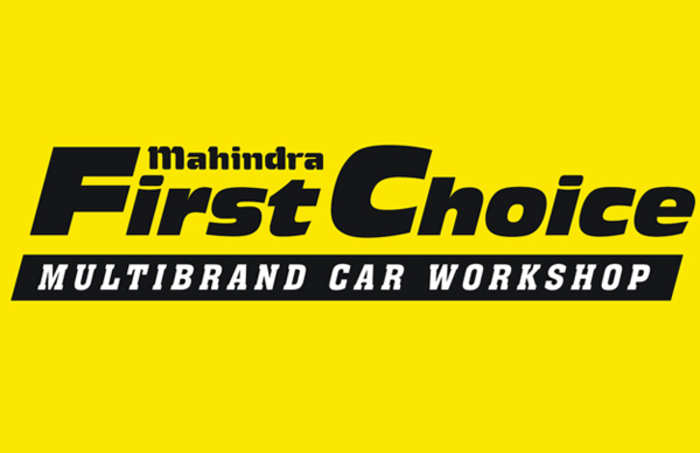 Mahindra
First Choice
MULTIBRAND CAR WORKSHOP